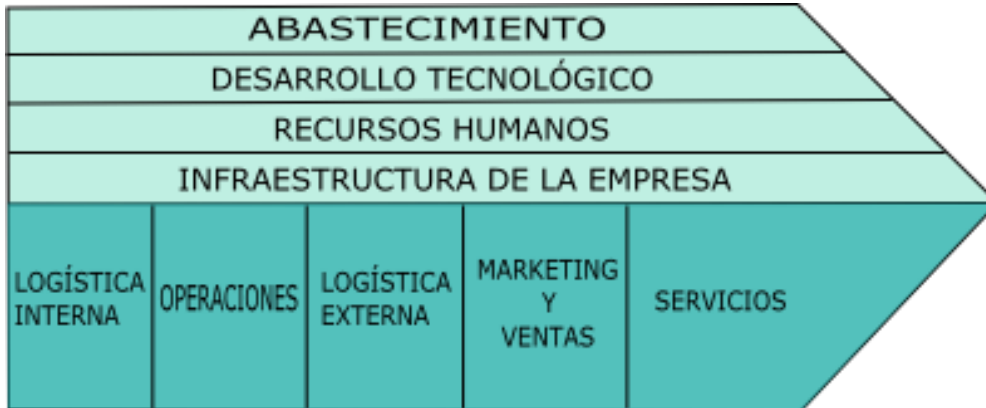 ABASTECIMIENTO
DESARROLLO TECNOLÓGICO
RECURSOS HUMANOS
INFRAESTRUCTURA DE LA EMPRESA
LOGÍSTICA
INTERNA
OPERACIONES
LOGÍSTICA
EXTERNA
MARKETING
Y
VENTAS
SERVICIOS